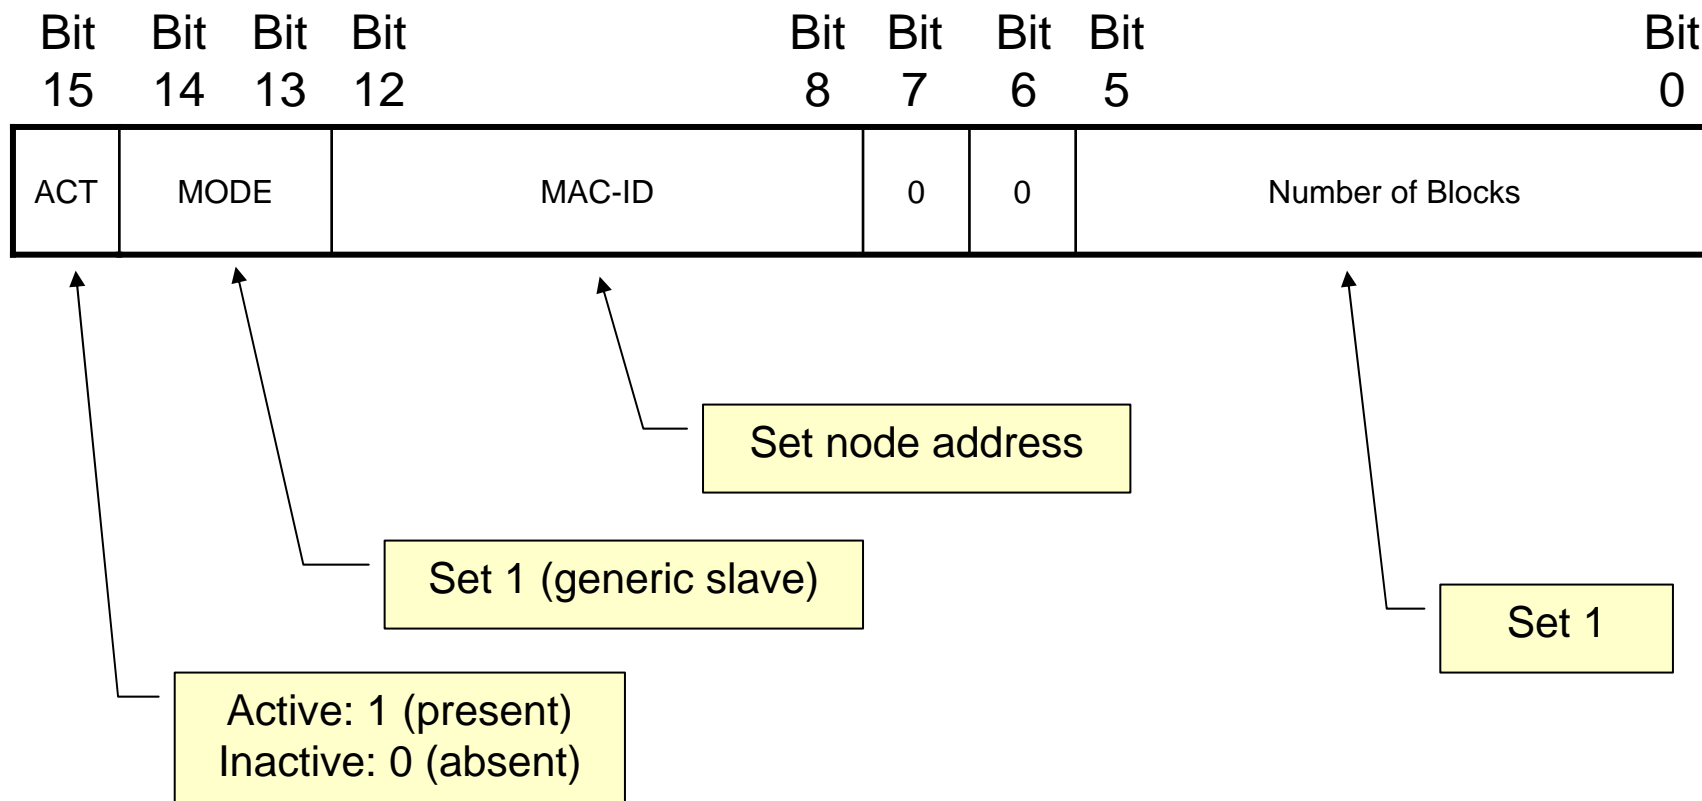 Bit Bit Bit Bit Bit Bit Bit Bit Bit
15 14 13 12 8 7 6 5 0
ACT MODE MAC-ID 0 0 Number of Blocks
Set node address
Set 1 (generic slave)
Set 1
Active: 1 (present)
Inactive: 0 (absent)